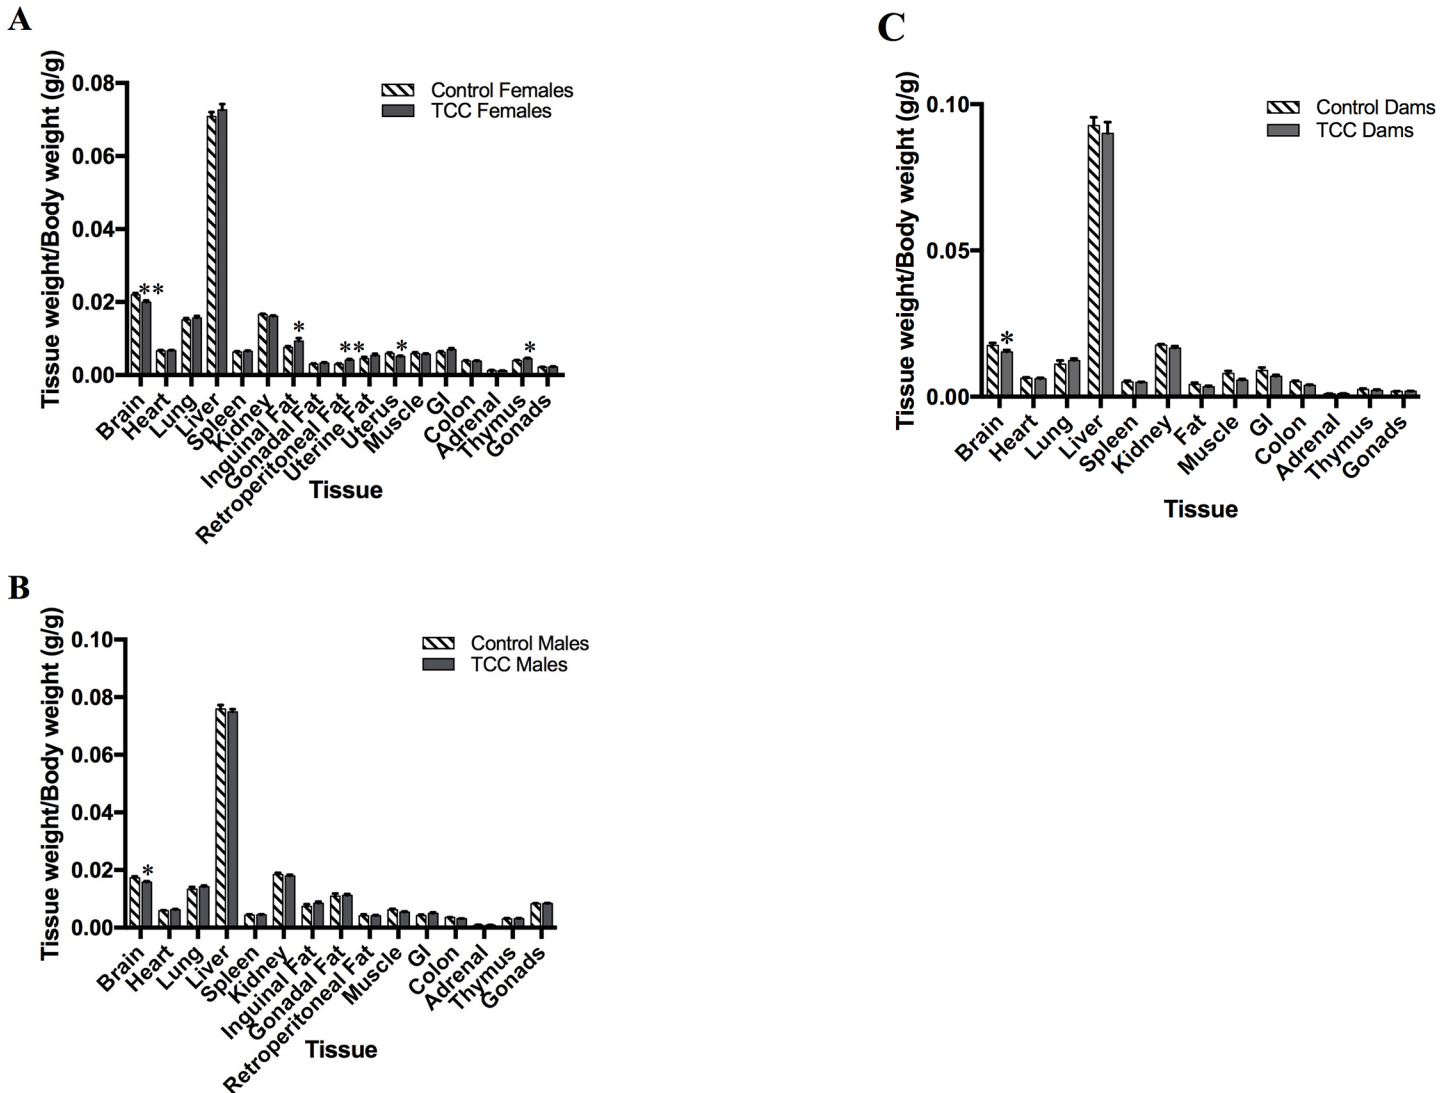 A
Tissue weight/Body weight (g/g)
Control Females
TCC Females
0.08
0.06
0.04
0.02
0.00
**
*
**
*
*
Brain
Heart
Lung
Liver
Spleen
Kidney
Inguinal Fat
Gonadal Fat
Retroperitoneal Fat
Uterine Fat
Uterus
Muscle
GI
Colon
Adrenal
Thymus
Gonads
Tissue
B
Tissue weight/Body weight (g/g)
Control Males
TCC Males
0.10
0.08
0.06
0.04
0.02
0.00
*
Brain
Heart
Lung
Liver
Spleen
Kidney
Inguinal Fat
Gonadal Fat
Retroperitoneal Fat
Muscle
GI
Colon
Adrenal
Thymus
Gonads
Tissue
C
Tissue weight/Body weight (g/g)
Control Dams
TCC Dams
0.10
0.05
0.00
*
Brain
Heart
Lung
Liver
Spleen
Kidney
Fat
Muscle
GI
Colon
Adrenal
Thymus
Gonads
Tissue